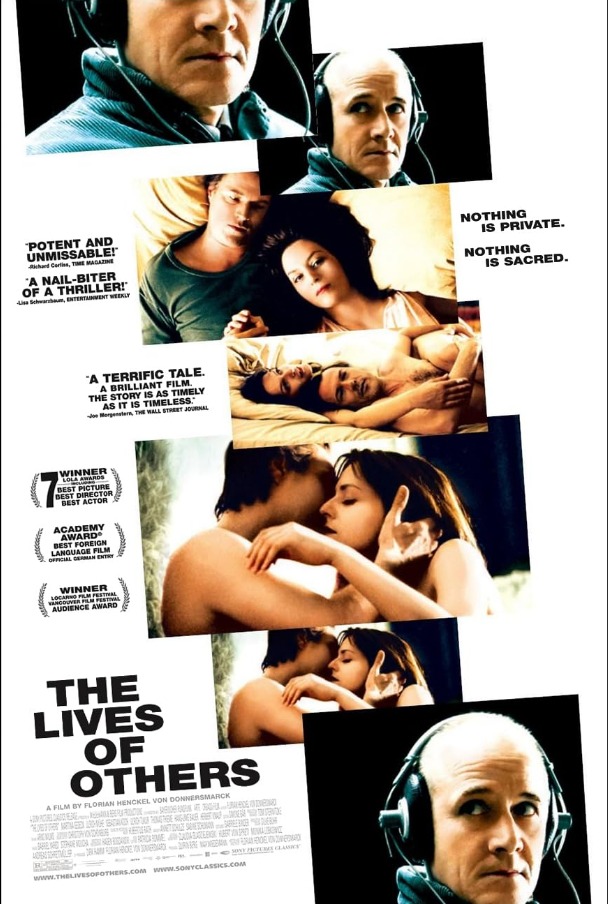 NOTHING
IS PRIVATE.
NOTHING
IS SACRED.
"POTENT AND
UNMISSABLE!"
-Richard Corliss, TIME MAGAZINE
"A NAIL-BITER
OF A THRILLER!"
-Lisa Schwarzbaum, ENTERTAINMENT WEEKLY
"A TERRIFIC TALE.
A BRILLIANT FILM.
THE STORY IS AS TIMELY
AS IT IS TIMELESS."
-Joe Morgenstern, THE WALL STREET JOURNAL
7 WINNER
LOLA AWARDS
INCLUDING
BEST PICTURE
BEST DIRECTOR
BEST ACTOR
ACADEMY
AWARD®
BEST FOREIGN
LANGUAGE FILM
OFFICIAL GERMAN ENTRY
WINNER
LOCARNO FILM FESTIVAL
VANCOUVER FILM FESTIVAL
AUDIENCE AWARD
THE
LIVES
OF
OTHERS
A FILM BY FLORIAN HENCKEL VON DONNERSMARCK
SONY PICTURES CLASSICS
WWW.THELIVESOFOTHERS.COM WWW.SONYCLASSICS.COM